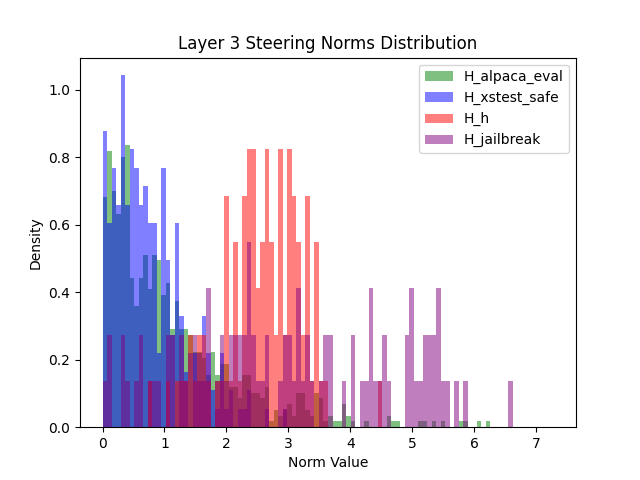 Layer 3 Steering Norms Distribution
H_alpaca_eval
H_xstest_safe
H_h
H_jailbreak
Density
1.0
0.8
0.6
0.4
0.2
0.0
0 1 2 3 4 5 6 7
Norm Value